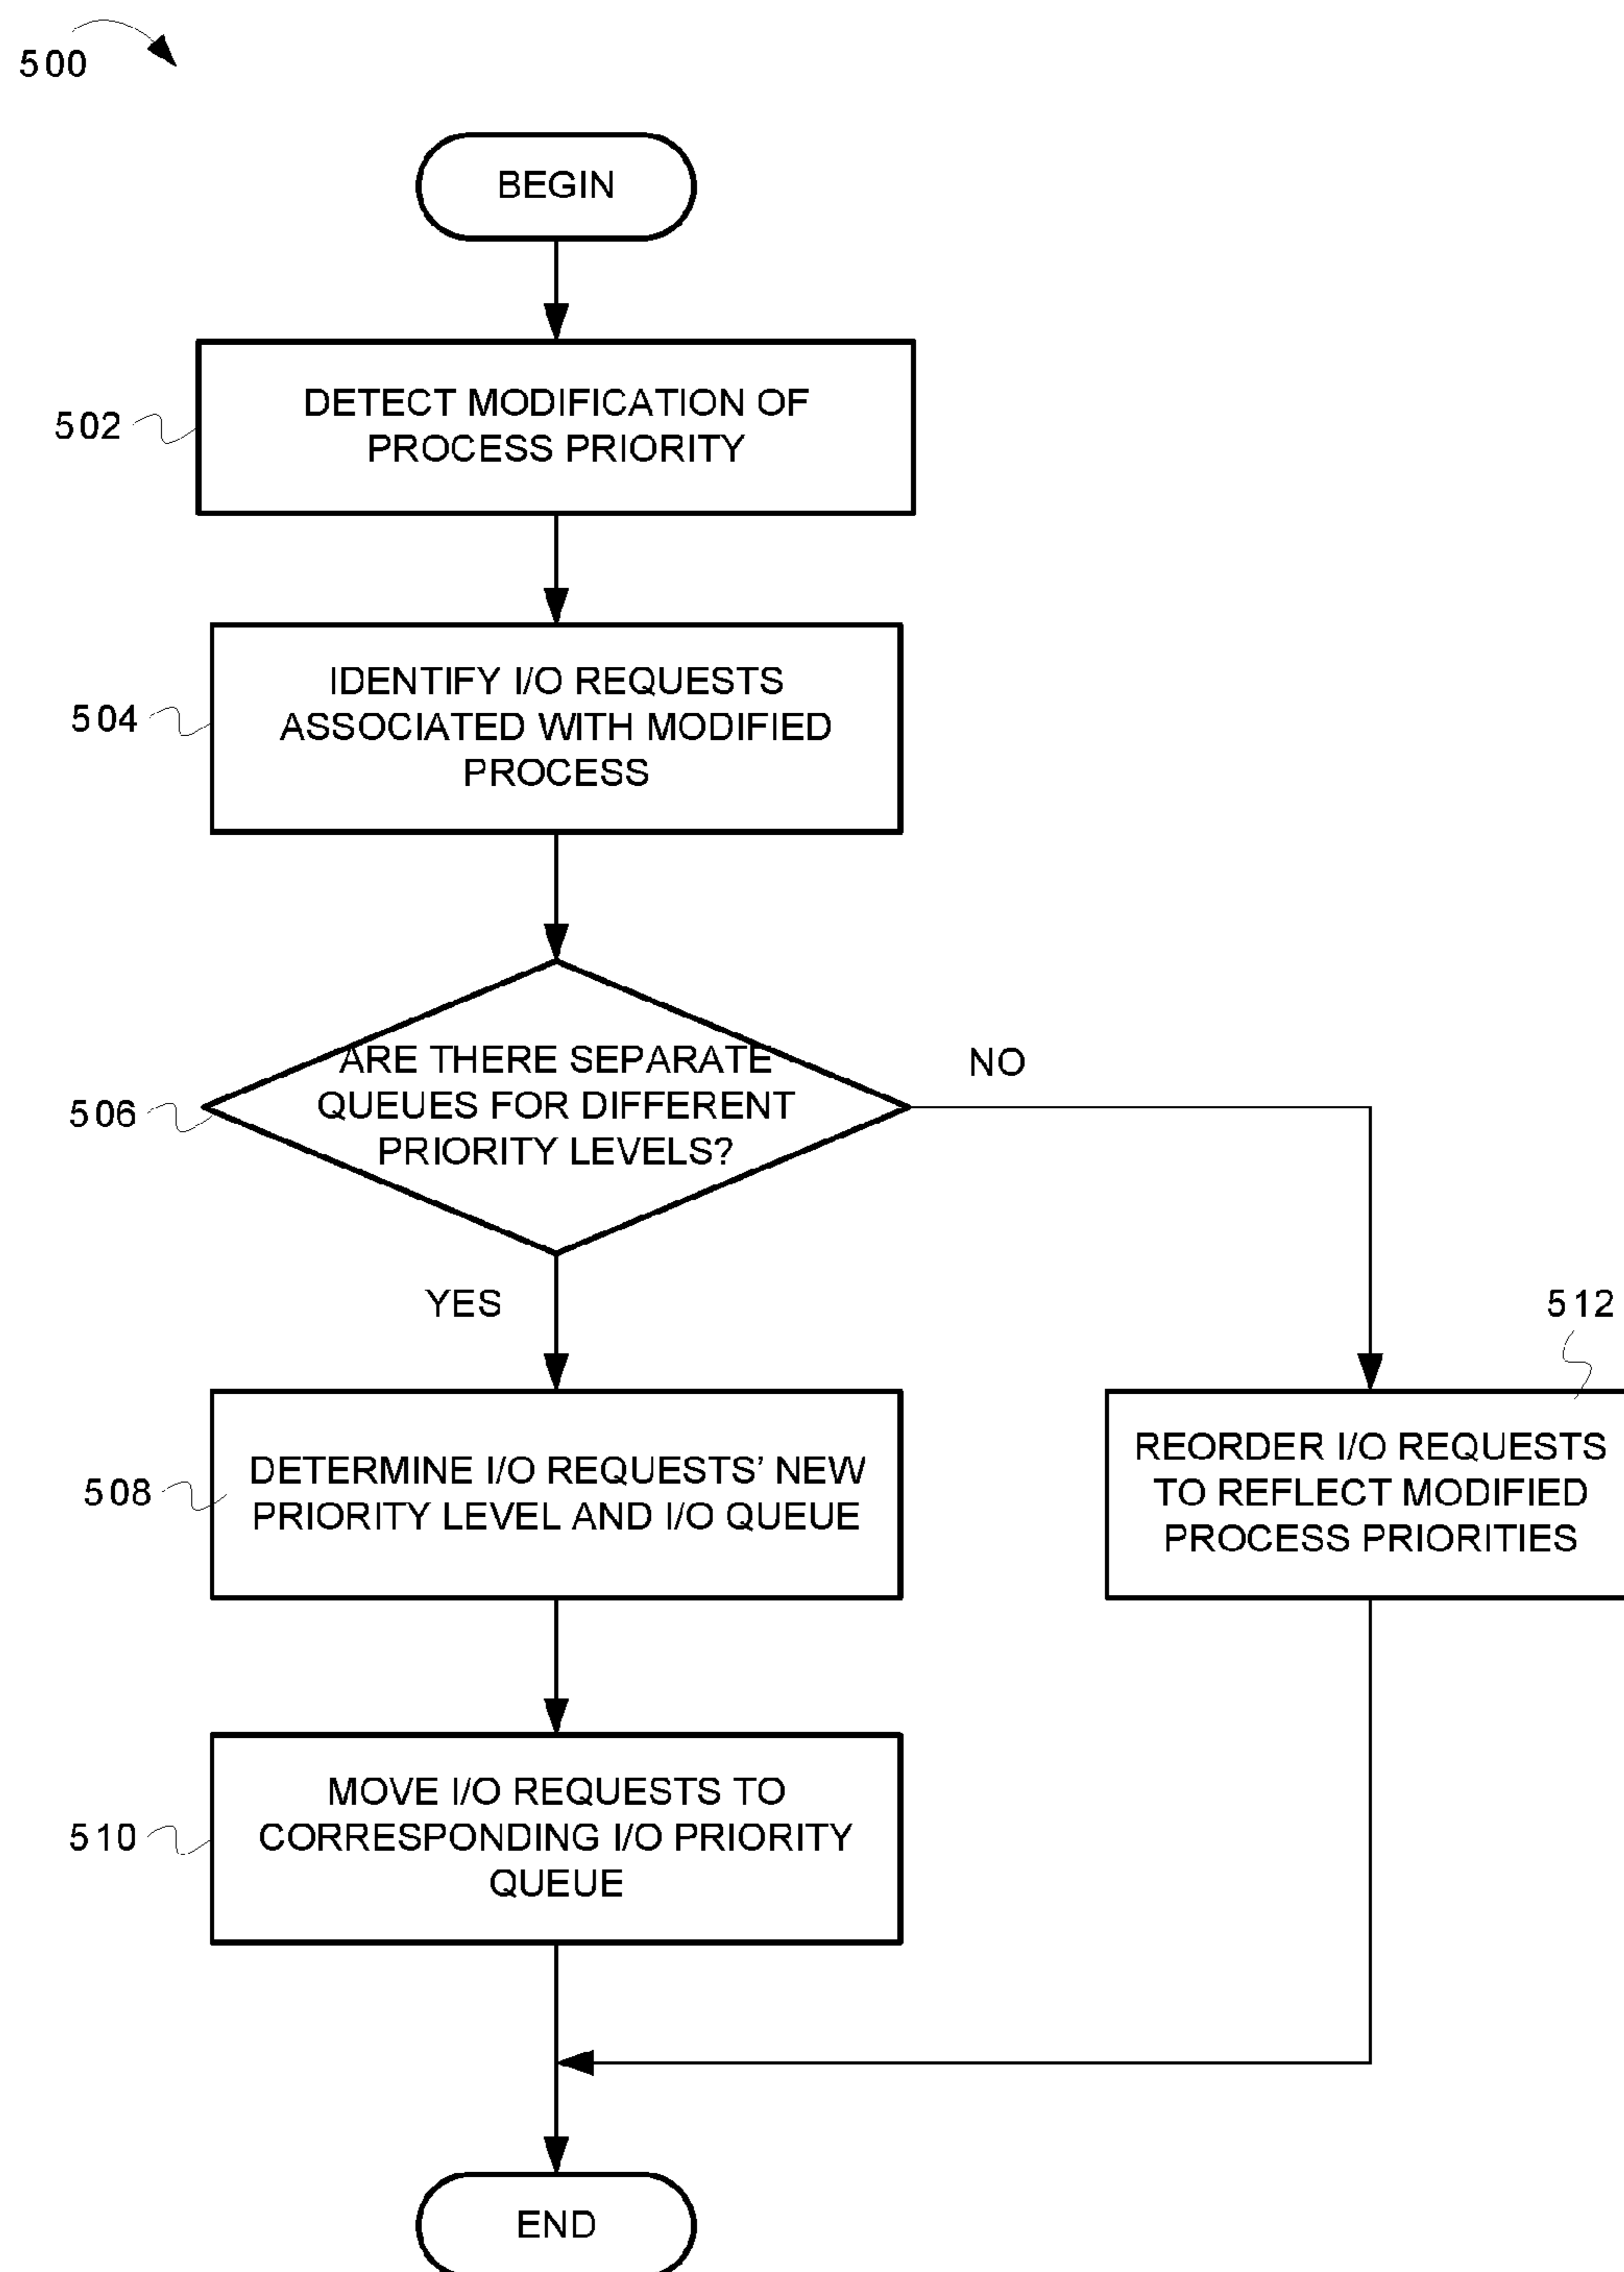 500
BEGIN
502
DETECT MODIFICATION OF
PROCESS PRIORITY
504
IDENTIFY I/O REQUESTS
ASSOCIATED WITH MODIFIED
PROCESS
506
ARE THERE SEPARATE
QUEUES FOR DIFFERENT
PRIORITY LEVELS?
NO
YES
508
DETERMINE I/O REQUESTS’ NEW
PRIORITY LEVEL AND I/O QUEUE
512
REORDER I/O REQUESTS
TO REFLECT MODIFIED
PROCESS PRIORITIES
510
MOVE I/O REQUESTS TO
CORRESPONDING I/O PRIORITY
QUEUE
END